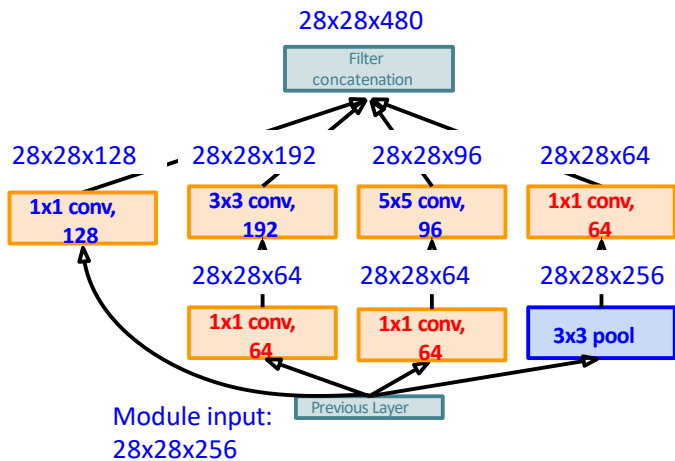 28x28x480
Filter
concatenation
28x28x128
28x28x192
28x28x96
28x28x64
1x1 conv,
128
3x3 conv,
192
5x5 conv,
96
1x1 conv,
64
28x28x64
28x28x64
28x28x256
1x1 conv,
64
1x1 conv,
64
3x3 pool
Previous Layer
Module input:
28x28x256